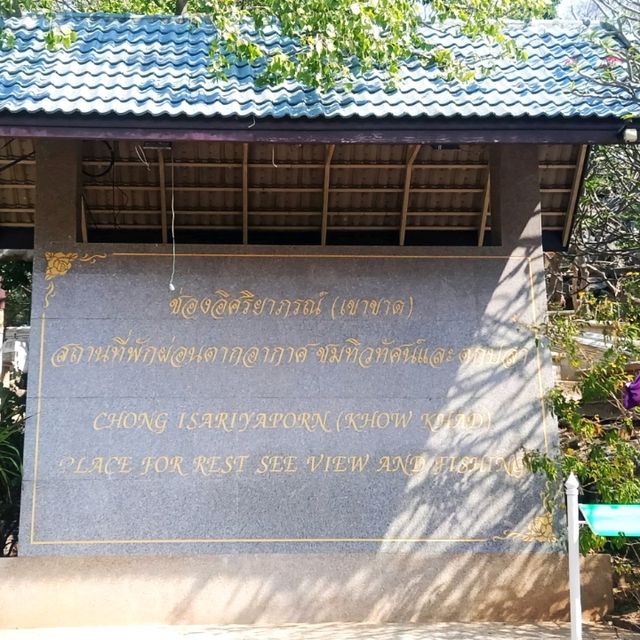 ช่องอิศริยาภรณ์ (เขาขาด)
สถานที่พักผ่อนตากอากาศ ชมทิวทัศน์และ ตกปลา
CHONG ISARIYAPORN (KHOW KHAD)
PLACE FOR REST SEE VIEW AND FISHING